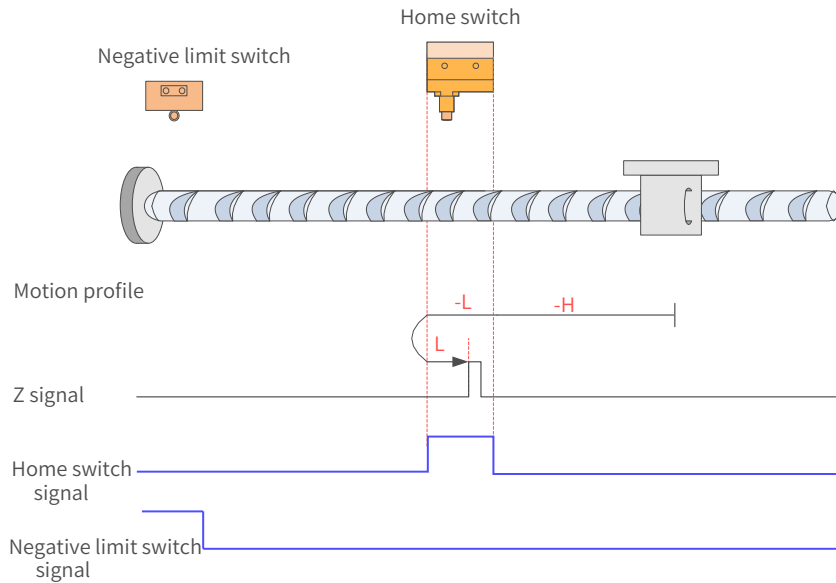 Home switch
Negative limit switch
Motion profile
-L
-H
L
Z signal
Home switch
signal
Negative limit switch
signal